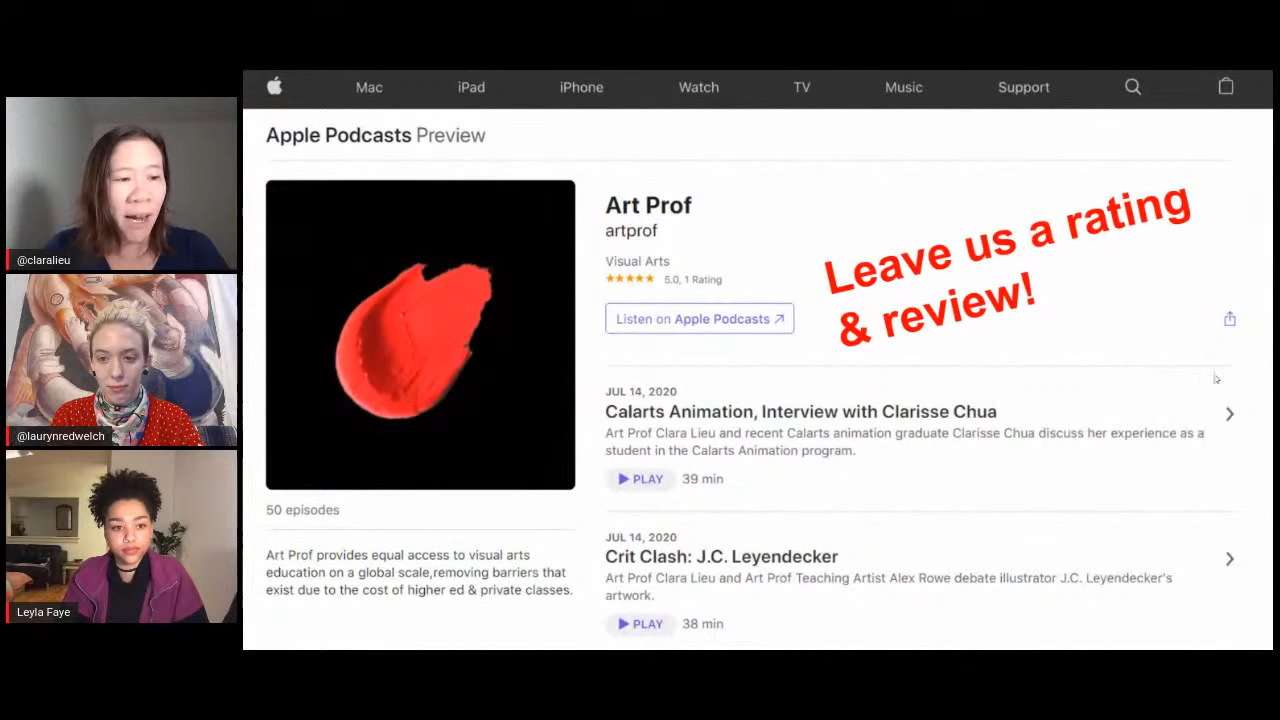 @claralieu
@laurynredwelch
Leyla Faye
Mac iPad iPhone Watch TV Music Support
Apple Podcasts Preview
Art Prof
artprof
Visual Arts
★★★★★ 5.0, 1 Rating
Listen on Apple Podcasts ↗
Leave us a rating
& review!
50 episodes
Art Prof provides equal access to visual arts
education on a global scale,removing barriers that
exist due to the cost of higher ed & private classes.
JUL 14, 2020
Calarts Animation, Interview with Clarisse Chua
Art Prof Clara Lieu and recent Calarts animation graduate Clarisse Chua discuss her experience as a
student in the Calarts Animation program.
PLAY 39 min
JUL 14, 2020
Crit Clash: J.C. Leyendecker
Art Prof Clara Lieu and Art Prof Teaching Artist Alex Rowe debate illustrator J.C. Leyendecker's
artwork.
PLAY 38 min